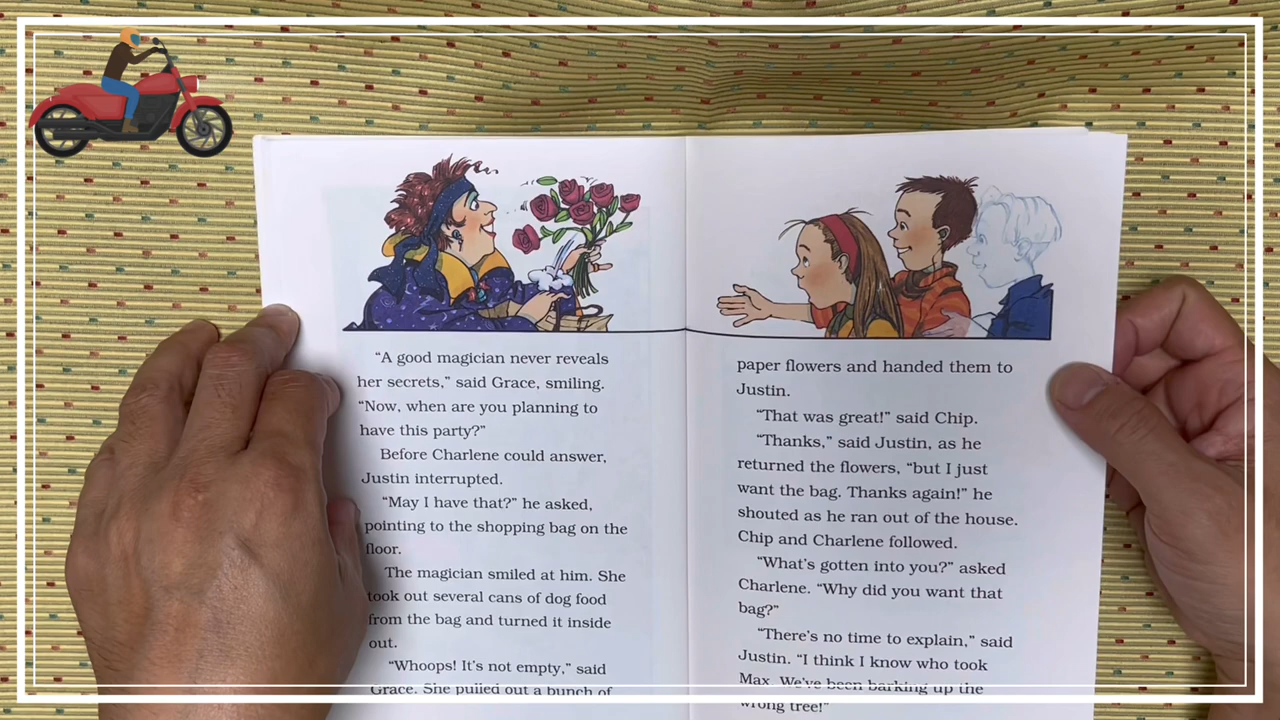 “A good magician never reveals
her secrets,” said Grace, smiling.
“Now, when are you planning to
have this party?”
Before Charlene could answer,
Justin interrupted.
“May I have that?” he asked,
pointing to the shopping bag on the
floor.
The magician smiled at him. She
took out several cans of dog food
from the bag and turned it inside
out.
“Whoops! It's not empty,” said
Grace. She pulled out a bunch of
paper flowers and handed them to
Justin.
“That was great!” said Chip.
“Thanks,” said Justin, as he
returned the flowers, “but I just
want the bag. Thanks again!” he
shouted as he ran out of the house.
Chip and Charlene followed.
“What's gotten into you?” asked
Charlene. “Why did you want that
bag?”
“There's no time to explain,” said
Justin. “I think I know who took
Max. We've been barking up the
wrong tree!”